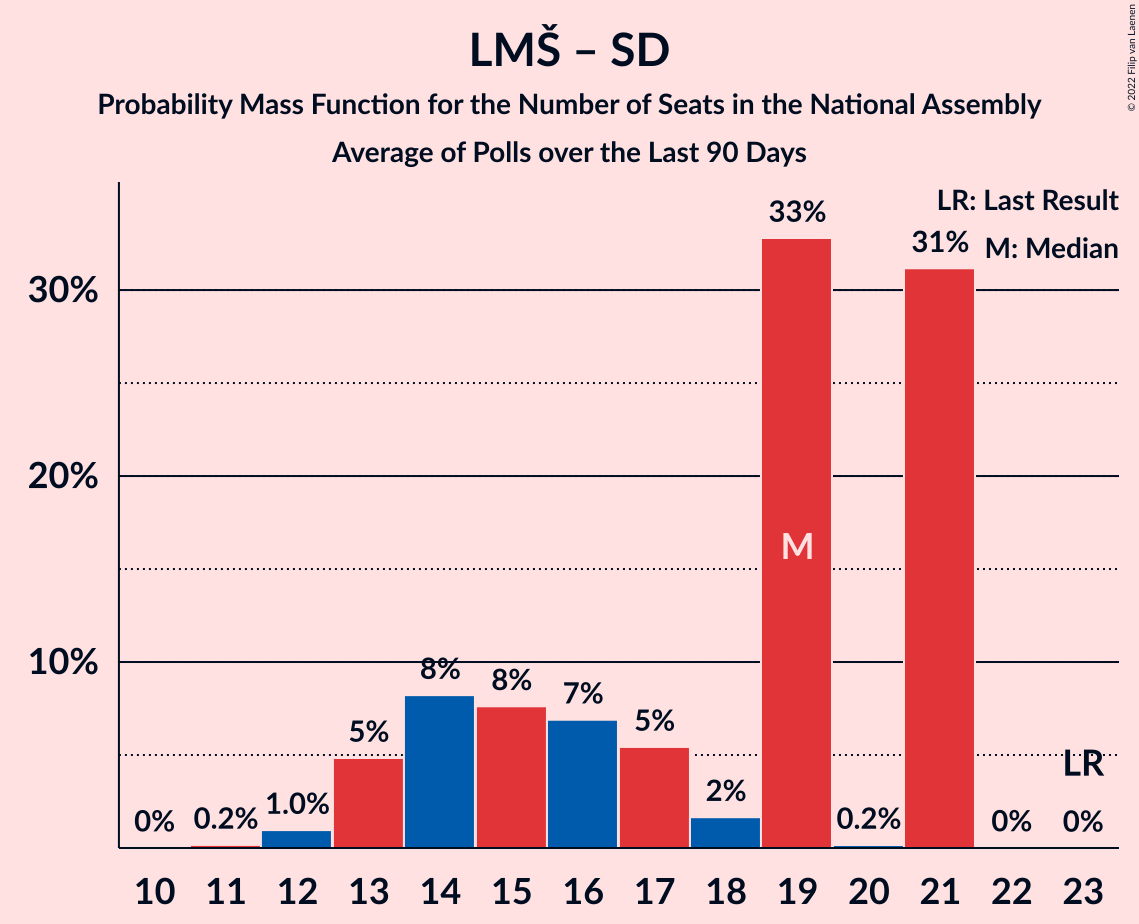 LMŠ – SD
Probability Mass Function for the Number of Seats in the National Assembly
Average of Polls over the Last 90 Days
© 2022 Filip van Laenen
LR: Last Result
M: Median
30%
20%
10%
0%
0.2%
1.0%
5%
8%
8%
7%
5%
2%
33%
0.2%
31%
0%
0%
M
LR
10 11 12 13 14 15 16 17 18 19 20 21 22 23